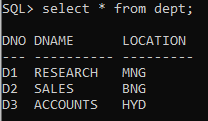 SQL> select * from dept;
DNO DNAME      LOCATION
--- ---------- ----------
D1  RESEARCH   MNG
D2  SALES      BNG
D3  ACCOUNTS   HYD